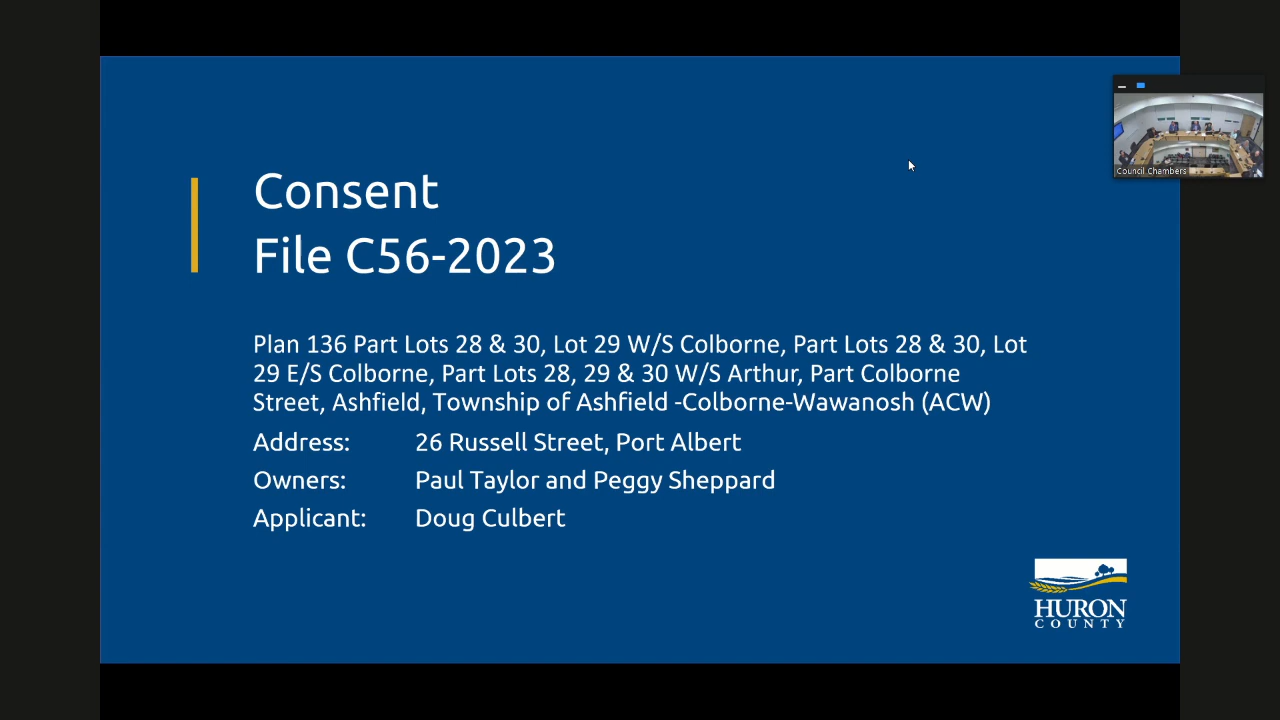 Consent
File C56-2023
Plan 136 Part Lots 28 & 30, Lot 29 W/S Colborne, Part Lots 28 & 30, Lot
29 E/S Colborne, Part Lots 28, 29 & 30 W/S Arthur, Part Colborne
Street, Ashfield, Township of Ashfield -Colborne-Wawanosh (ACW)
Address: 26 Russell Street, Port Albert
Owners: Paul Taylor and Peggy Sheppard
Applicant: Doug Culbert
HURON
COUNTY
Council Chambers